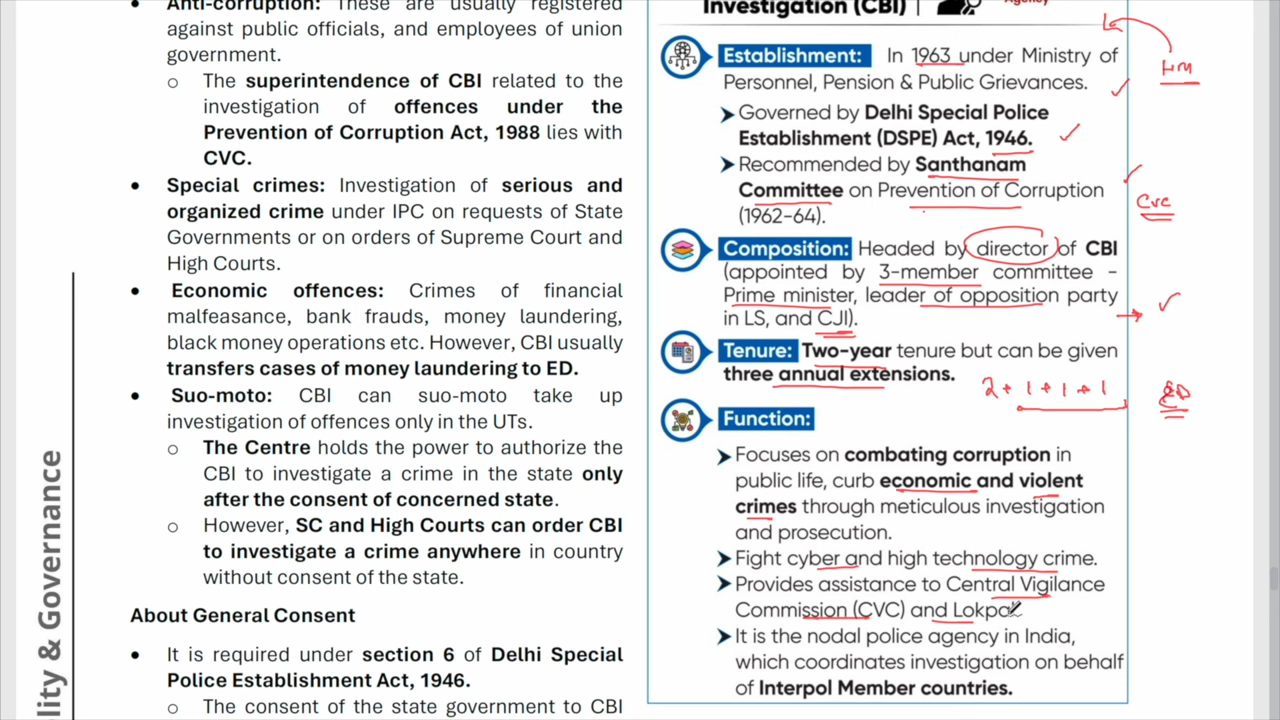 Anti-corruption: These are usually registered
against public officials, and employees of union
government.
o The superintendence of CBI related to the
investigation of offences under the
Prevention of Corruption Act, 1988 lies with
CVC.
• Special crimes: Investigation of serious and
organized crime under IPC on requests of State
Governments or on orders of Supreme Court and
High Courts.
• Economic offences: Crimes of financial
malfeasance, bank frauds, money laundering,
black money operations etc. However, CBI usually
transfers cases of money laundering to ED.
• Suo-moto: CBI can suo-moto take up
investigation of offences only in the UTs.
o The Centre holds the power to authorize the
CBI to investigate a crime in the state only
after the consent of concerned state.
o However, SC and High Courts can order CBI
to investigate a crime anywhere in country
without consent of the state.
About General Consent
• It is required under section 6 of Delhi Special
Police Establishment Act, 1946.
o The consent of the state government to CBI
lity & Governance
Investigation (CBI)
Agency
Establishment: In 1963 under Ministry of
Personnel, Pension & Public Grievances.
➤ Governed by Delhi Special Police
Establishment (DSPE) Act, 1946.
➤ Recommended by Santhanam
Committee on Prevention of Corruption
(1962-64).
Composition: Headed by director of CBI
(appointed by 3-member committee -
Prime minister, leader of opposition party
in LS, and CJI).
Tenure: Two-year tenure but can be given
three annual extensions.
2 + 1 + 1 + 1
Function:
➤ Focuses on combating corruption in
public life, curb economic and violent
crimes through meticulous investigation
and prosecution.
➤ Fight cyber and high technology crime.
➤ Provides assistance to Central Vigilance
Commission (CVC) and Lokpal
➤ It is the nodal police agency in India,
which coordinates investigation on behalf
of Interpol Member countries.
HM
CVC
ED